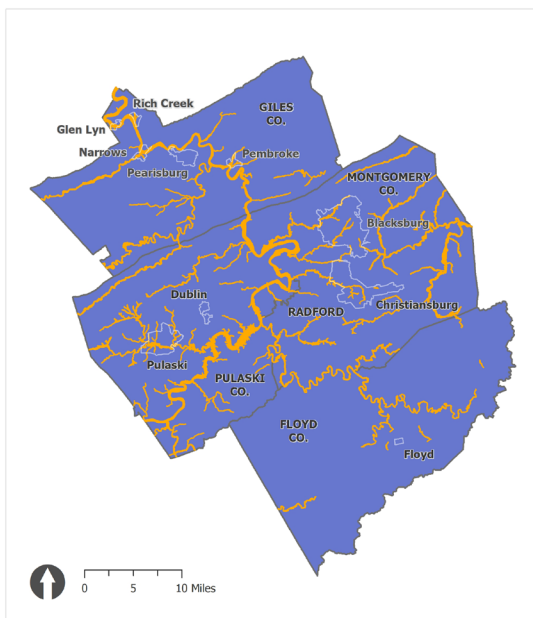 Rich Creek
GILES
CO.
Glen Lyn
Narrows
Pembroke
Pearisburg
MONTGOMERY
CO.
Blacksburg
Dublin
RADFORD
Christiansburg
Pulaski
PULASKI
CO.
FLOYD
CO.
Floyd
0 5 10 Miles